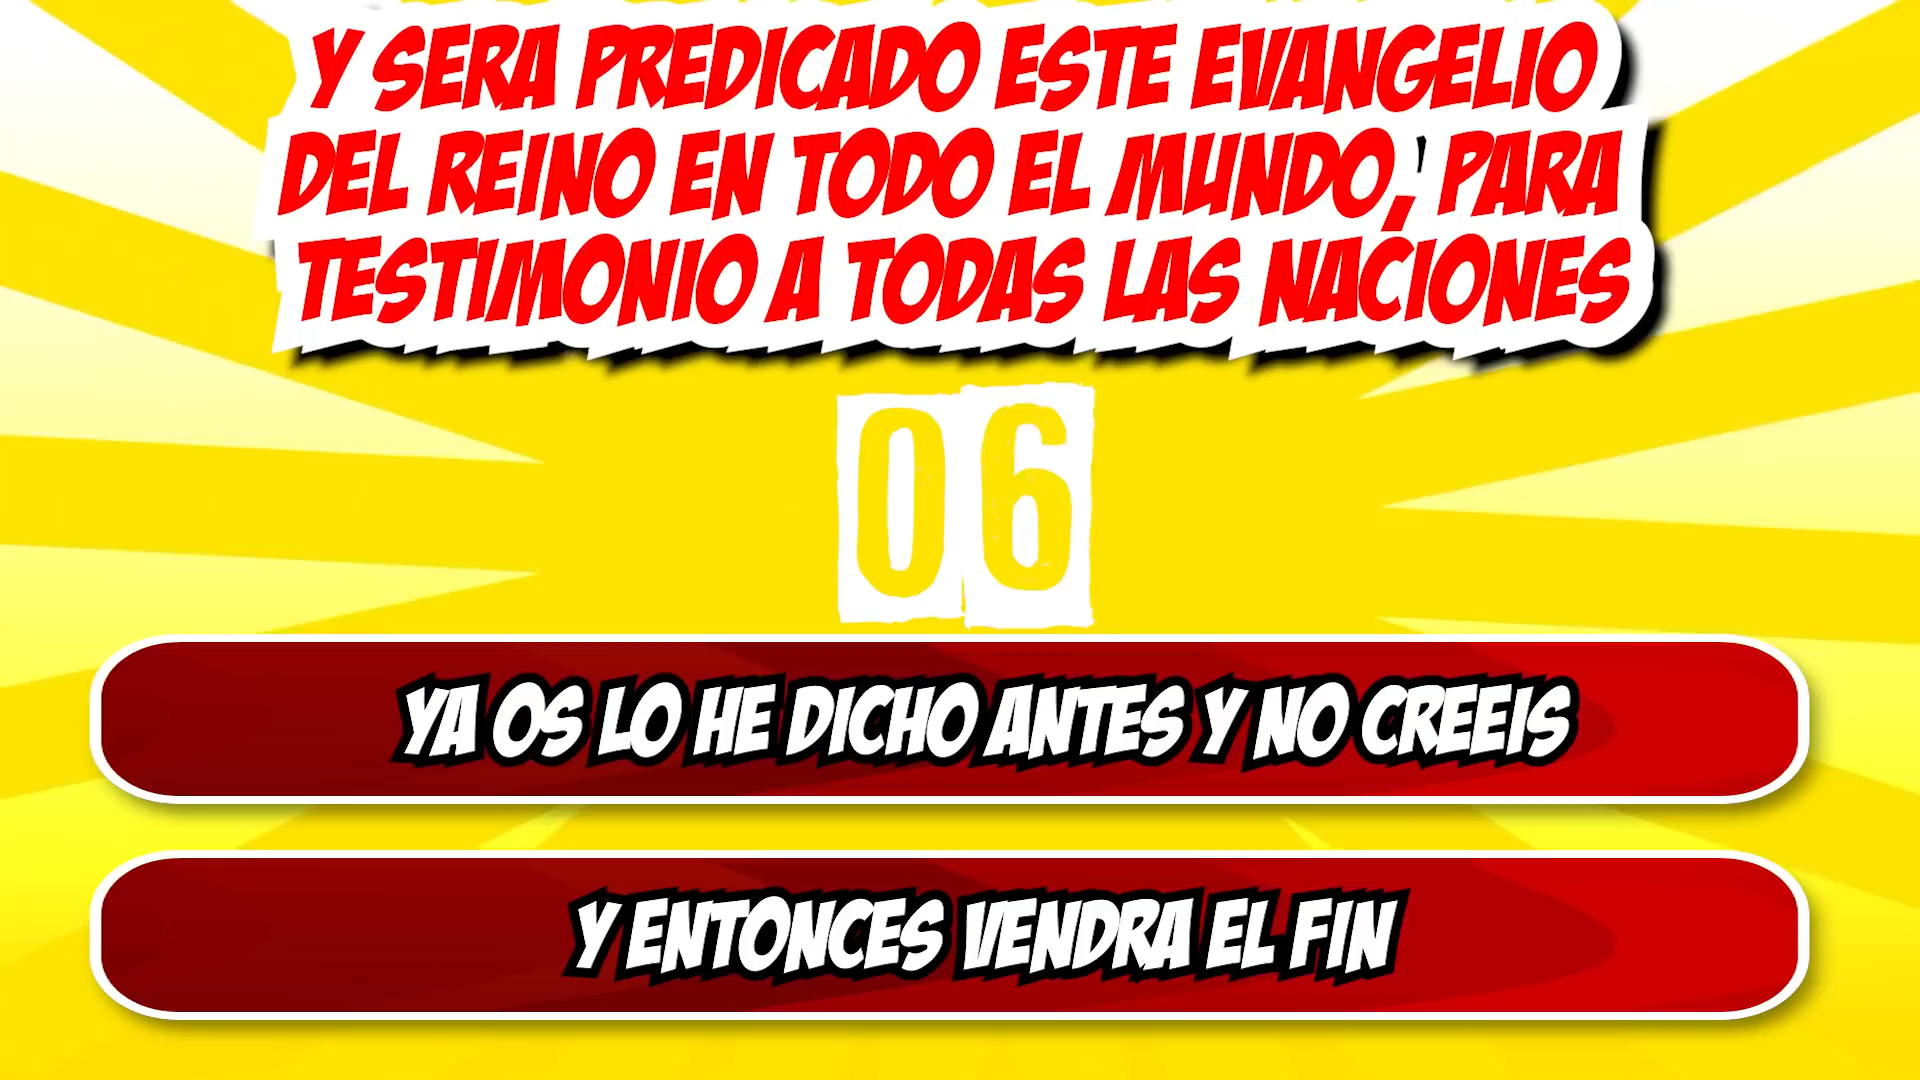 Y SERA PREDICADO ESTE EVANGELIO
DEL REINO EN TODO EL MUNDO, PARA
TESTIMONIO A TODAS LAS NACIONES
06
YA OS LO HE DICHO ANTES Y NO CREEIS
Y ENTONCES VENDRA EL FIN